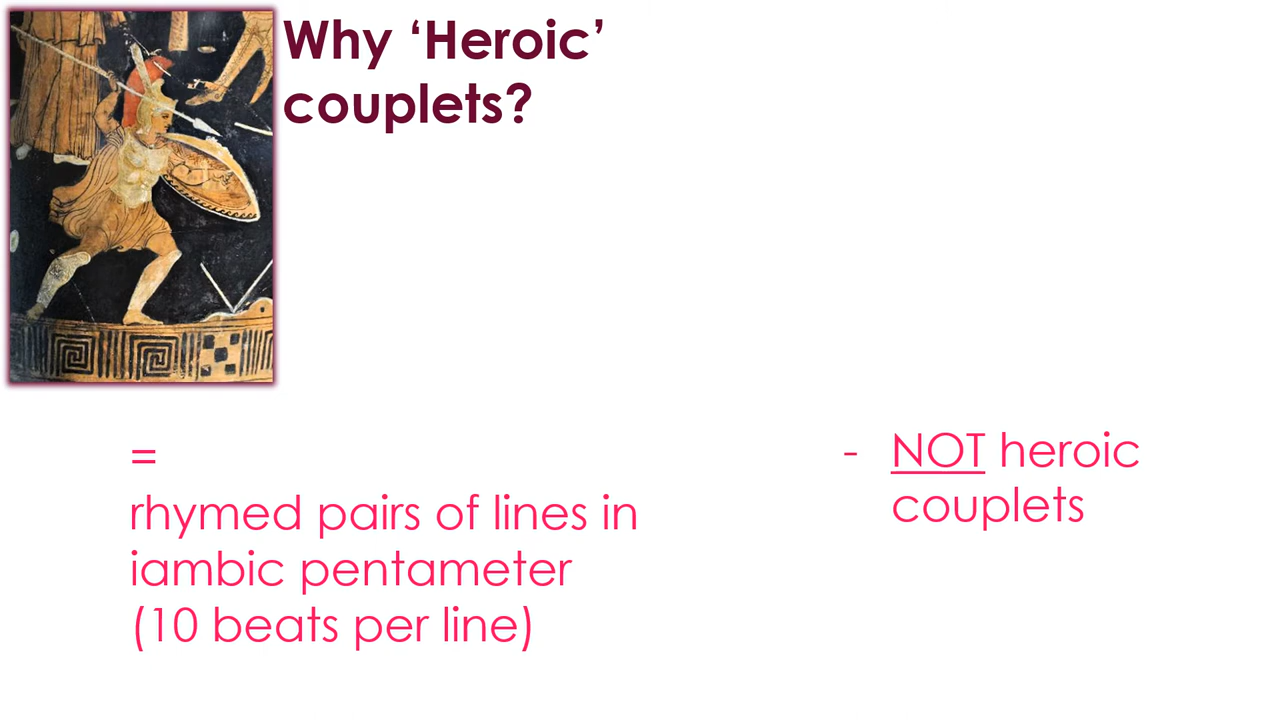 Why ‘Heroic’
couplets?
=
rhymed pairs of lines in
iambic pentameter
(10 beats per line)
- NOT heroic
couplets